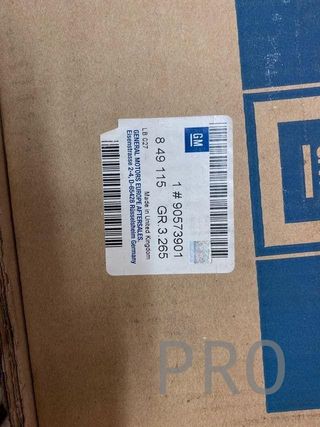 GM
1 # 90573901
8 49 115 GR.3.265
LB 027 Made in United Kingdom
GENERAL MOTORS EUROPE AFTERSALES.
Eisenstrasse 2-4, D-65428 Rüsselsheim Germany
PRO